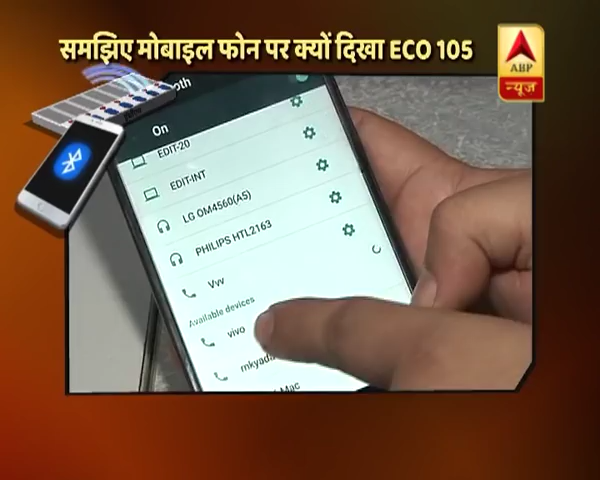 समझिए मोबाइल फोन पर क्यों दिखा ECO 105
ABP
न्यूज़
On
EDIT-20
EDIT-INT
LG OM4560(A5)
PHILIPS HTL2163
Vvv
Available devices
vivo
Mac